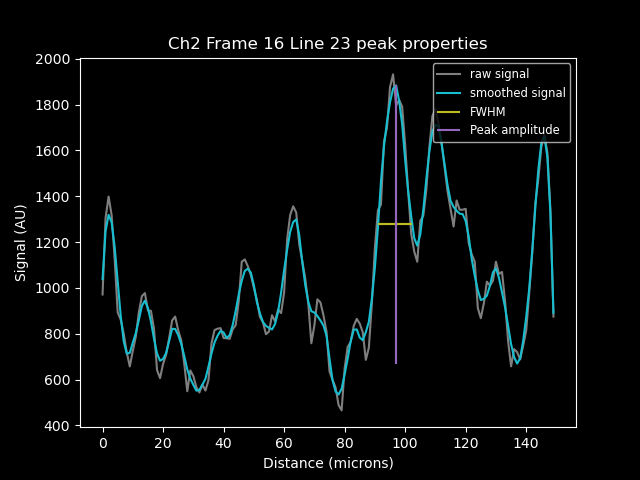 Ch2 Frame 16 Line 23 peak properties
raw signal
smoothed signal
FWHM
Peak amplitude
Signal (AU)
2000
1800
1600
1400
1200
1000
800
600
400
0 20 40 60 80 100 120 140
Distance (microns)